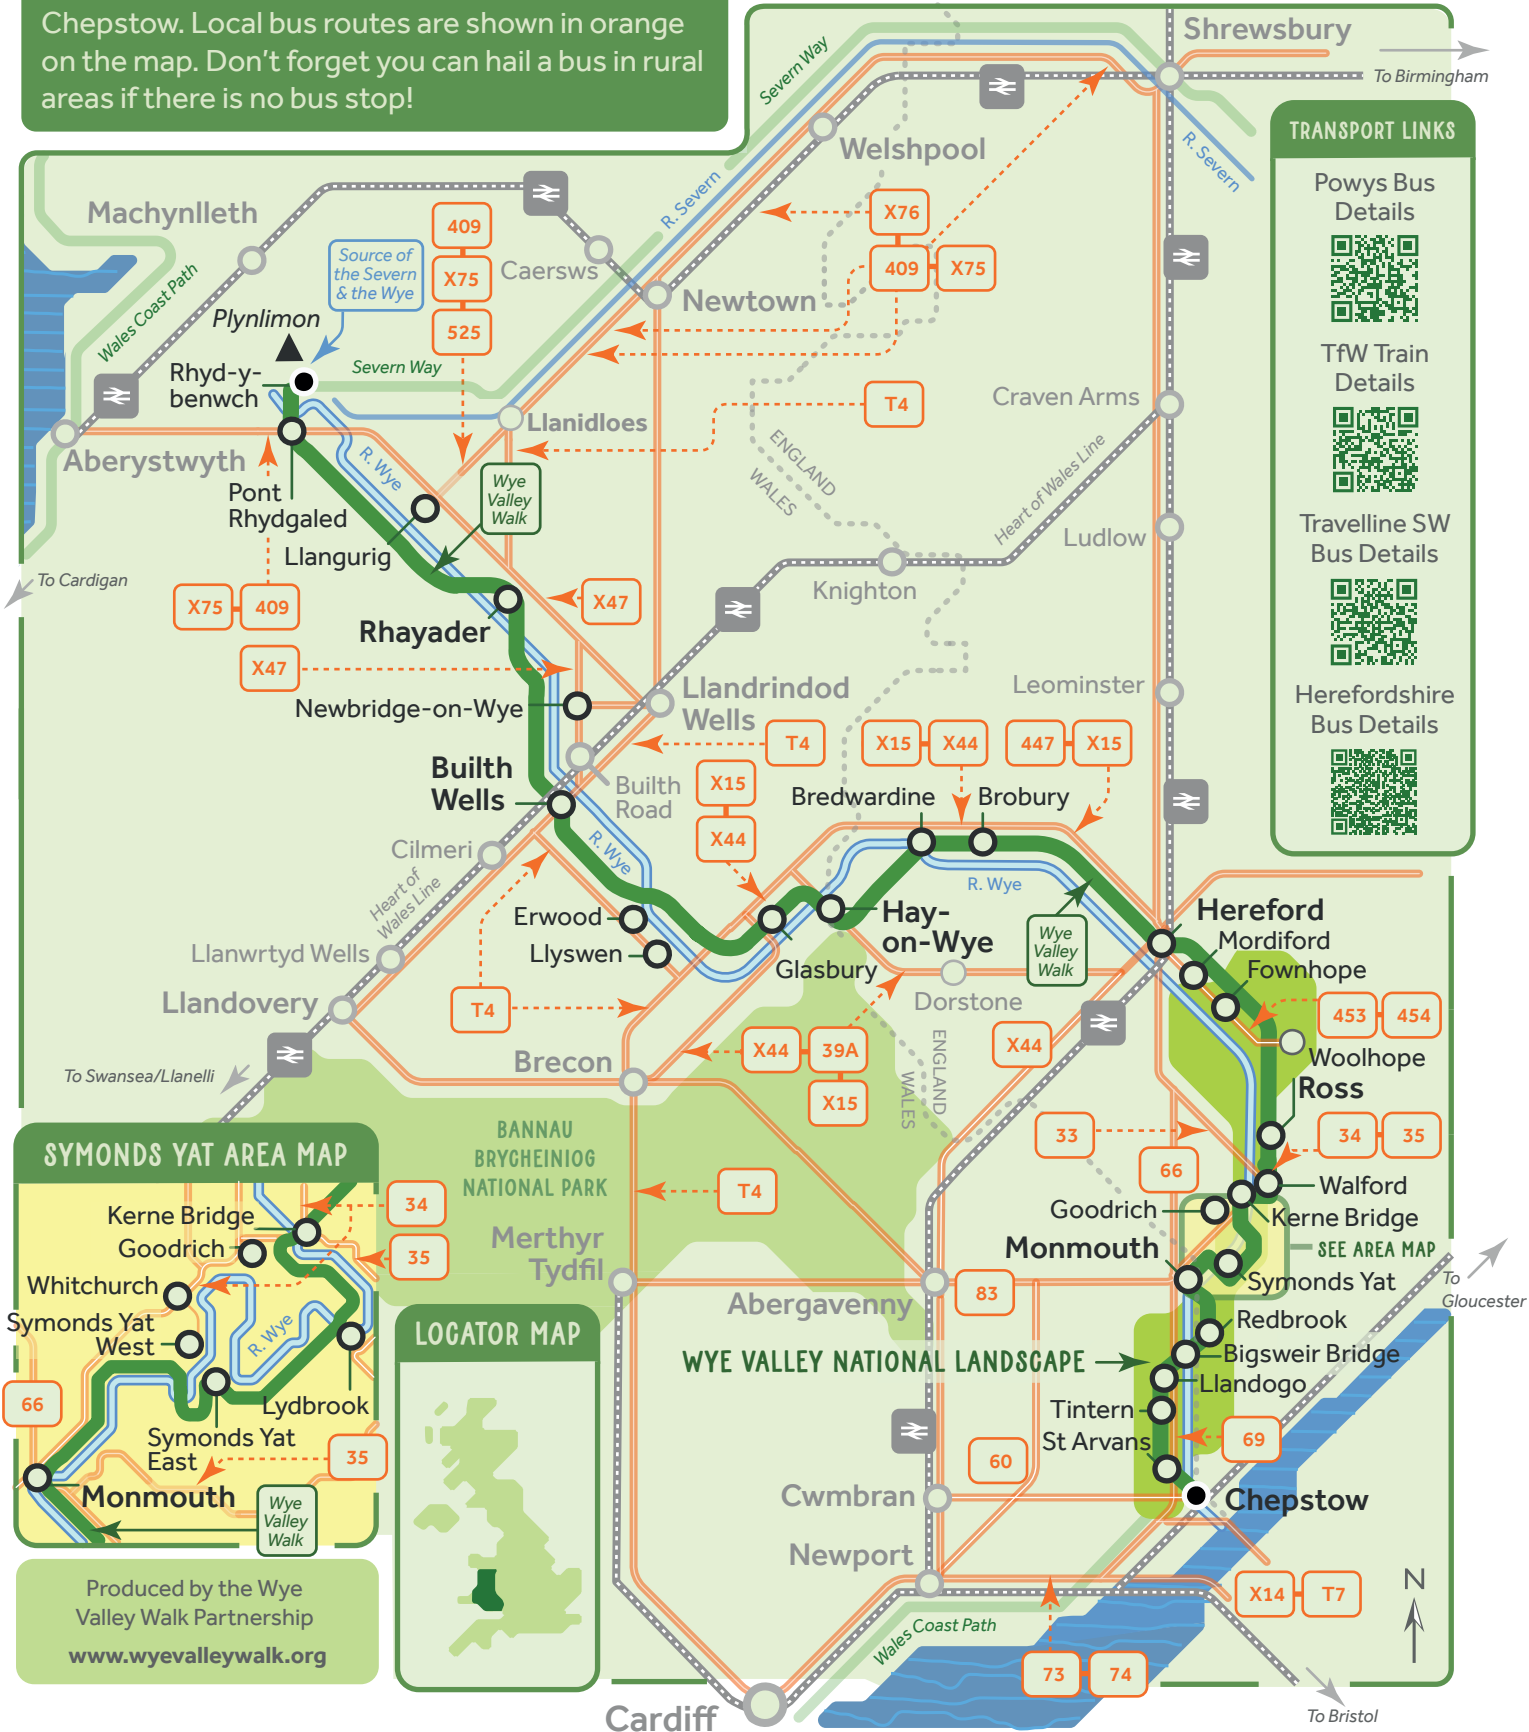 Chepstow. Local bus routes are shown in orange
on the map. Don't forget you can hail a bus in rural
areas if there is no bus stop!
Shrewsbury
To Birmingham
Severn Way
R. Severn
Welshpool
R. Severn
TRANSPORT LINKS
Powys Bus
Details
TfW Train
Details
Travelline SW
Bus Details
Herefordshire
Bus Details
Machynlleth
Wales Coast Path
Source of
the Severn
& the Wye
409
X75
525
Caersws
Newtown
X76
409
X75
Plynlimon
Rhyd-y-
benwch
Severn Way
Llanidloes
T4
Craven Arms
Aberystwyth
R. Wye
Pont
Rhydgaled
Llangurig
Wye
Valley
Walk
ENGLAND
WALES
Heart of Wales Line
Ludlow
Knighton
To Cardigan
X75
409
X47
Rhayader
X47
Newbridge-on-Wye
Llandrindod
Wells
Leominster
T4
X15
X44
447
X15
Builth
Wells
Builth
Road
X15
X44
Bredwardine
Brobury
Cilmeri
R. Wye
R. Wye
Heart of
Wales Line
Erwood
Llyswen
Hay-
on-Wye
Wye
Valley
Walk
Hereford
Mordiford
Fownhope
Llanwrtyd Wells
Glasbury
Dorstone
Llandovery
T4
453
454
Woolhope
Brecon
X44
39A
X15
X44
ENGLAND
WALES
Ross
To Swansea/Llanelli
BANNAU
BRYCHEINIOG
NATIONAL PARK
T4
33
66
34
35
Walford
Goodrich
Kerne Bridge
SEE AREA MAP
Monmouth
Symonds Yat
To
Gloucester
Merthyr
Tydfil
Abergavenny
83
Redbrook
Bigsweir Bridge
WYE VALLEY NATIONAL LANDSCAPE
Llandogo
Tintern
St Arvans
69
60
Cwmbran
Chepstow
Newport
X14
T7
N
Wales Coast Path
73
74
Cardiff
To Bristol
SYMONDS YAT AREA MAP
Kerne Bridge
34
Goodrich
35
Whitchurch
Symonds Yat
West
R. Wye
66
Lydbrook
Symonds Yat
East
35
Monmouth
Wye
Valley
Walk
LOCATOR MAP
Produced by the Wye
Valley Walk Partnership
www.wyevalleywalk.org